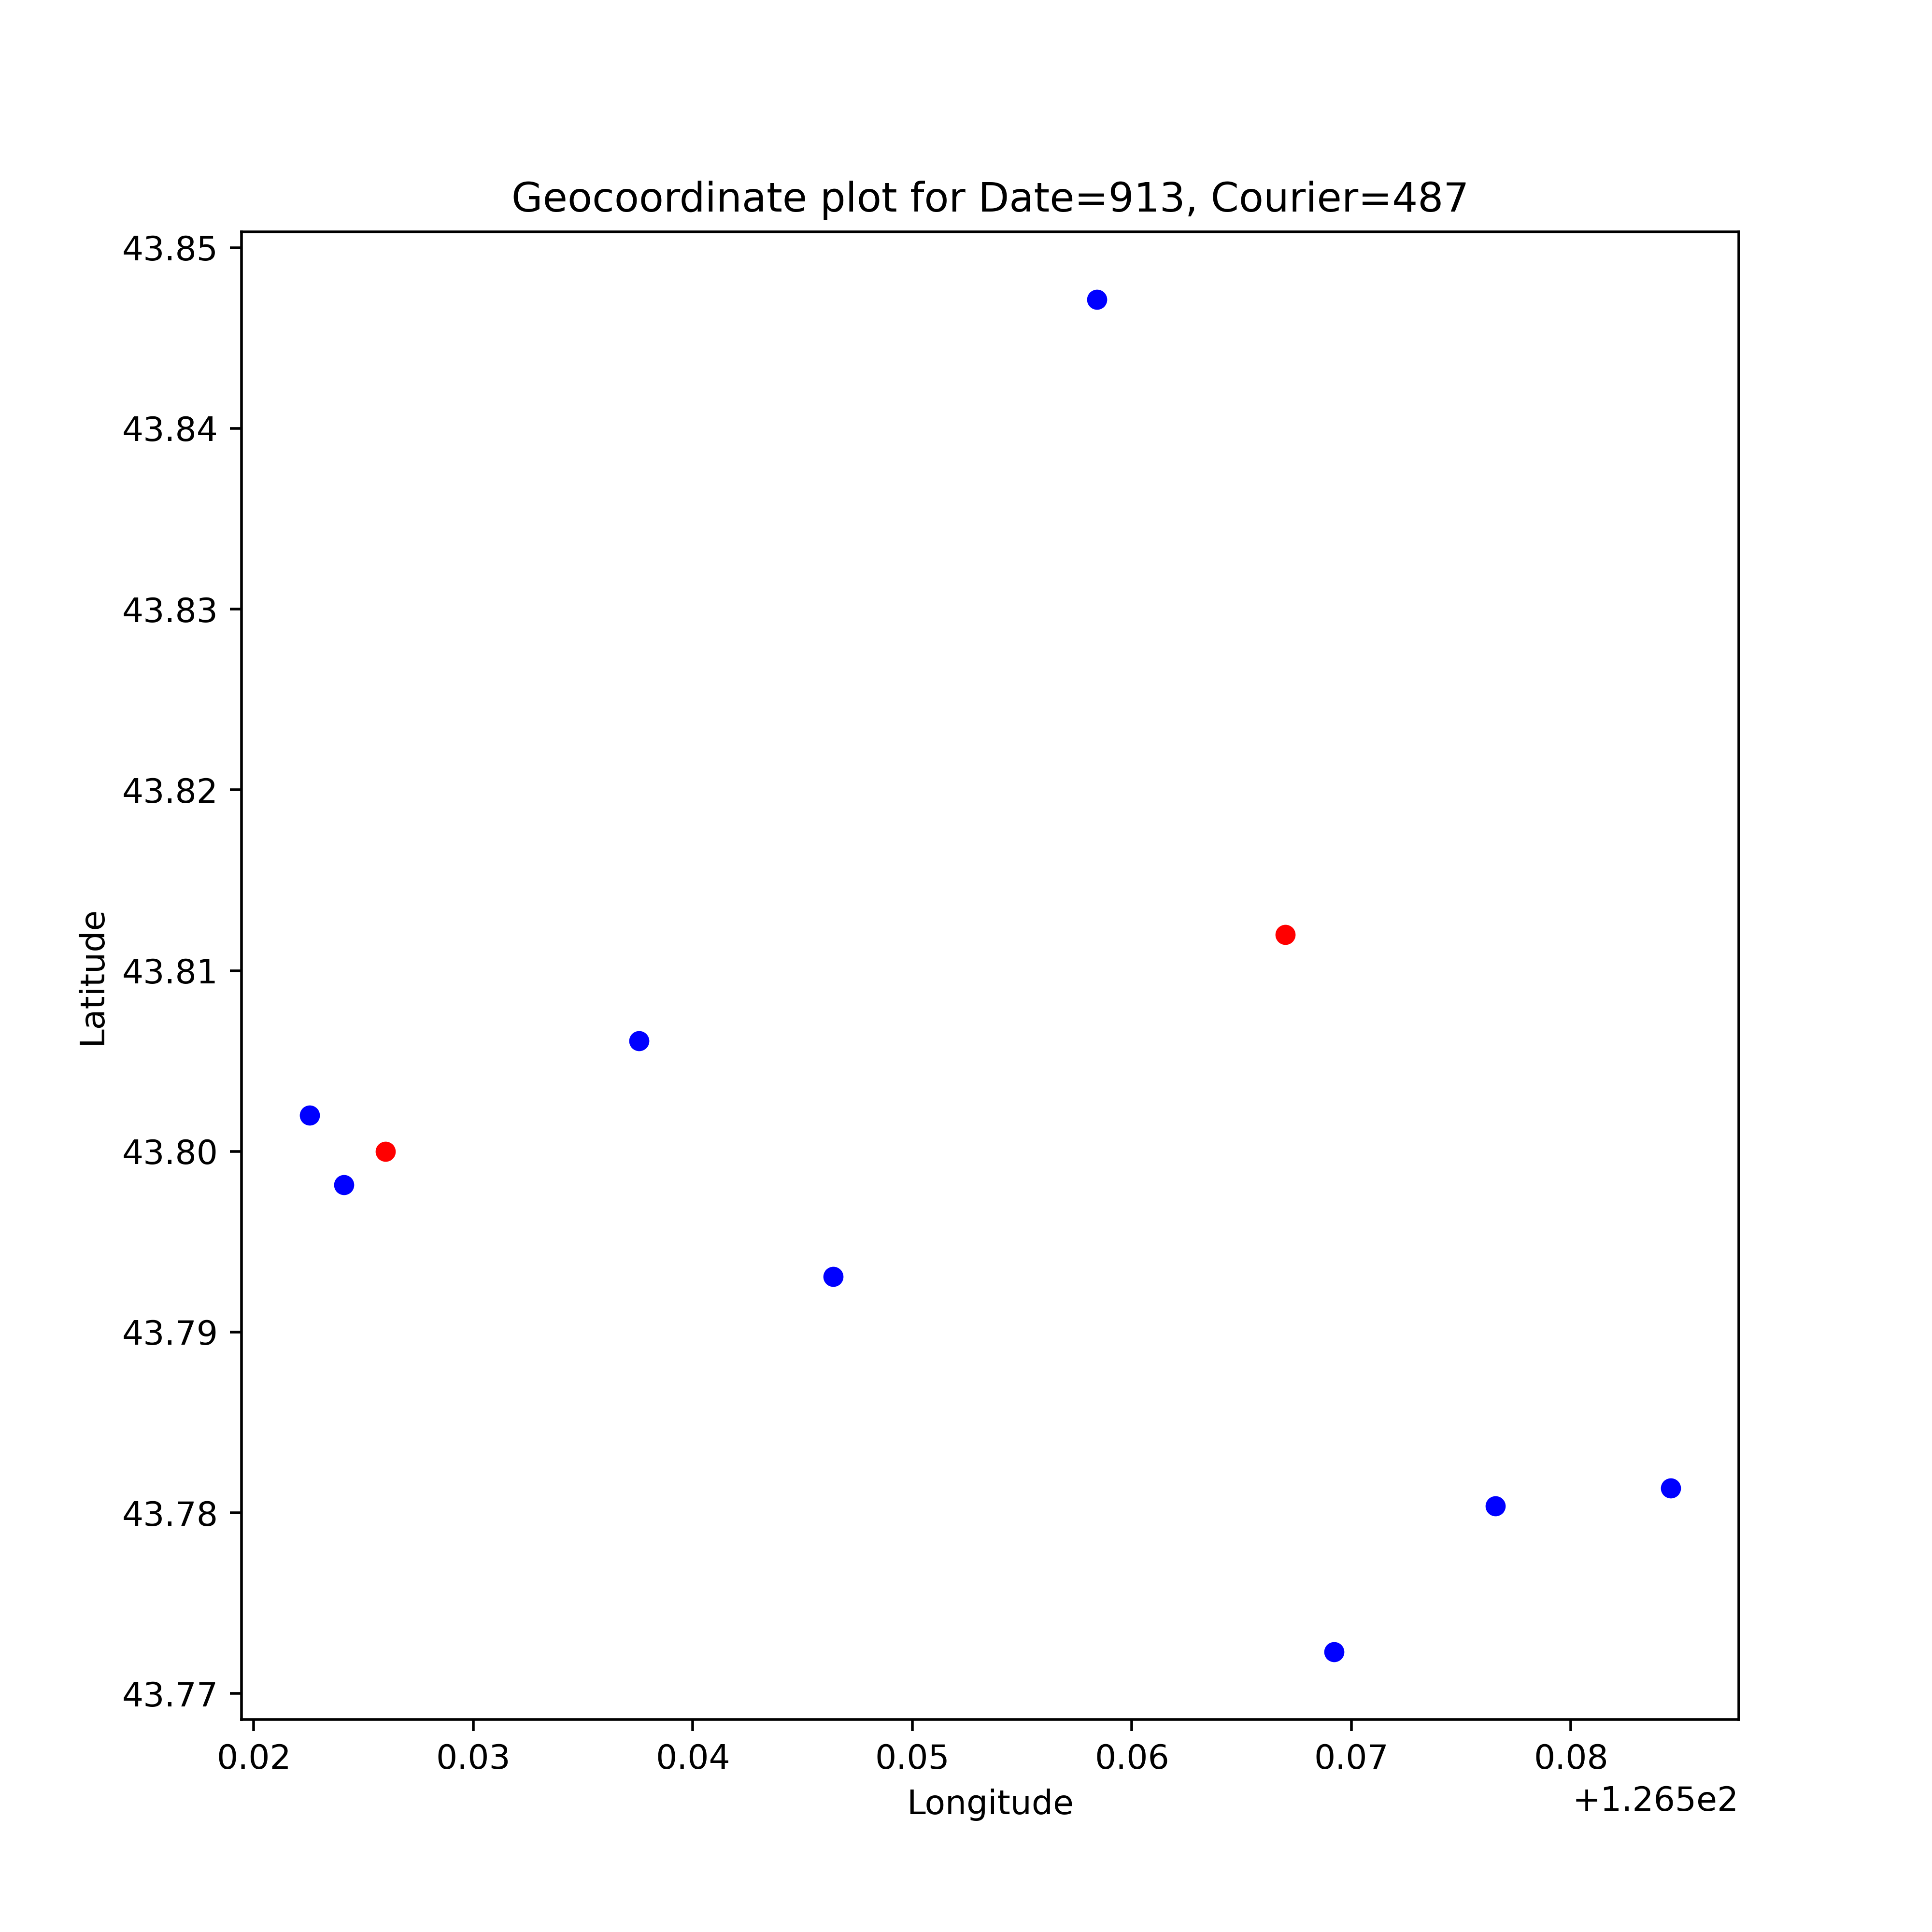 Geocoordinate plot for Date=913, Courier=487
43.85
43.84
43.83
43.82
43.81
43.80
43.79
43.78
43.77
Latitude
0.02 0.03 0.04 0.05 0.06 0.07 0.08
Longitude
+1.265e2